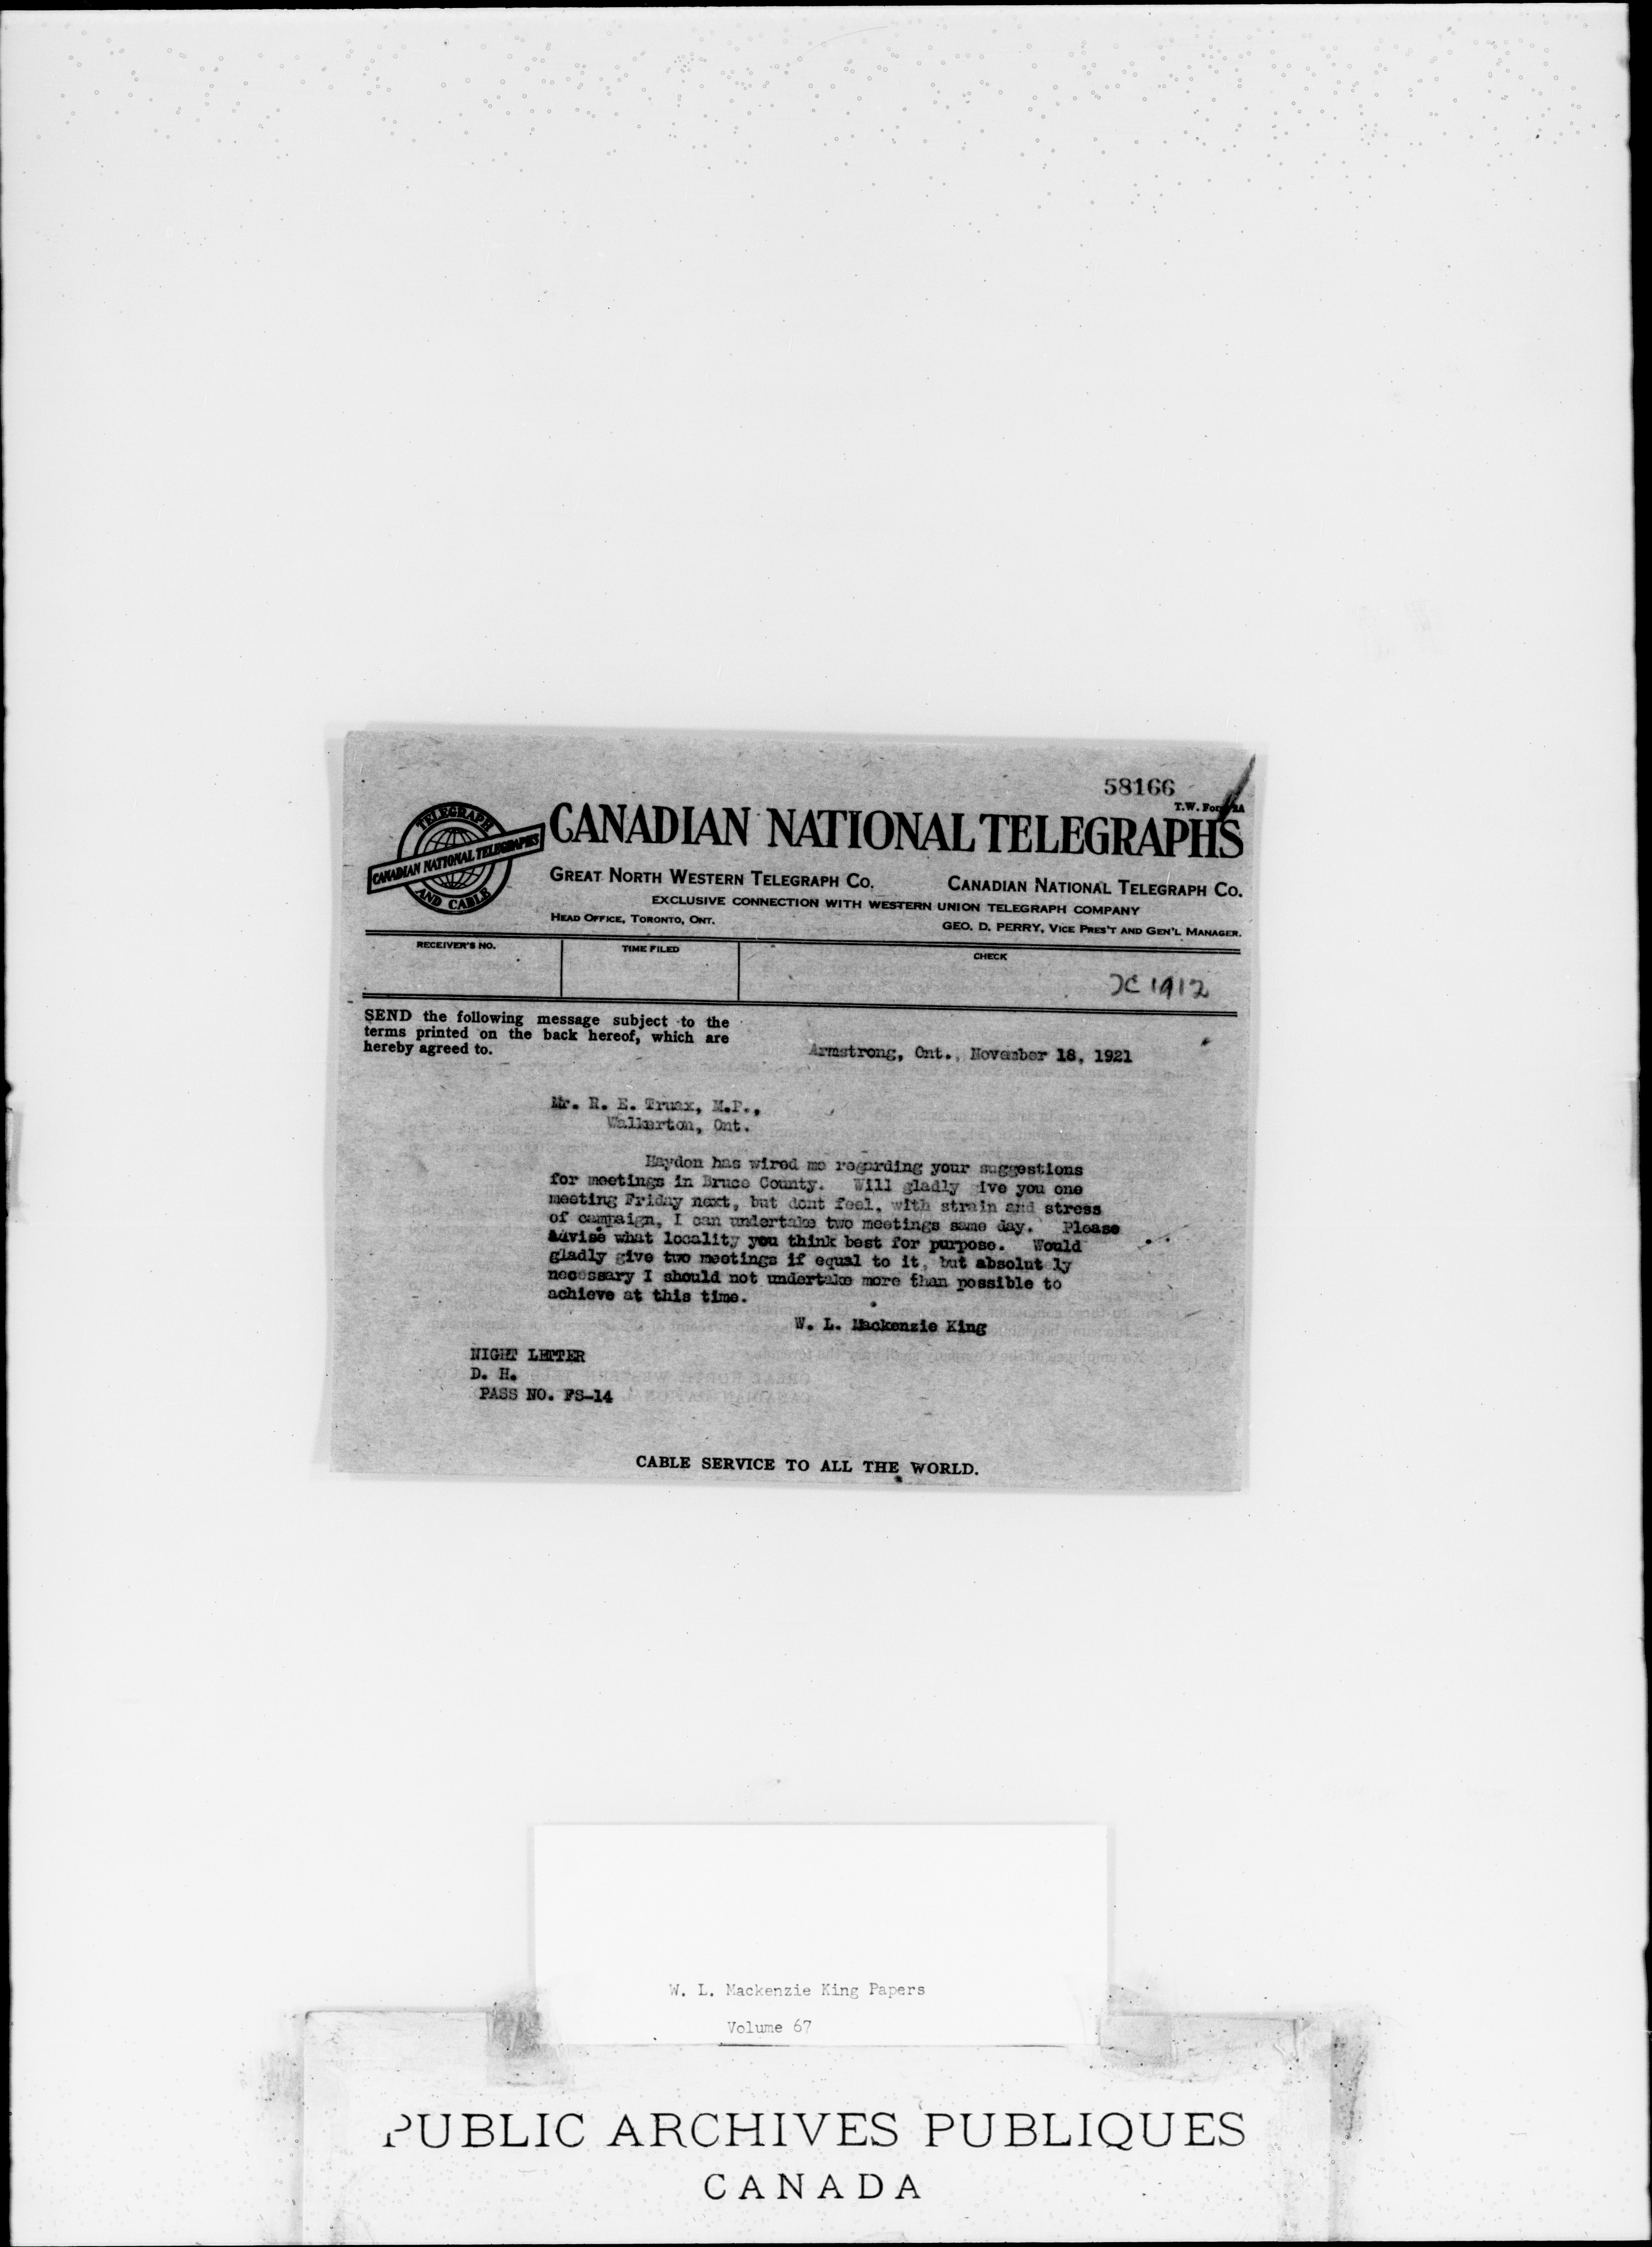 58166
T.W. Form 2A
TELEGRAPH
CANADIAN NATIONAL TELEGRAPHS
AND CABLE
CANADIAN NATIONAL TELEGRAPHS
GREAT NORTH WESTERN TELEGRAPH CO. CANADIAN NATIONAL TELEGRAPH CO.
EXCLUSIVE CONNECTION WITH WESTERN UNION TELEGRAPH COMPANY
HEAD OFFICE, TORONTO, ONT. GEO. D. PERRY, VICE PRES'T AND GEN'L MANAGER.
RECEIVER'S NO. TIME FILED CHECK
1912
SEND the following message subject to the
terms printed on the back hereof, which are
hereby agreed to.
Armstrong, Ont., November 18, 1921
Mr. R. E. Truax, M.P.,
Walkerton, Ont.
Haydon has wired me regarding your suggestions
for meetings in Bruce County. Will gladly ive you one
meeting Friday next, but dont feel, with strain and stress
of campaign, I can undertake two meetings same day. Please
advise what locality you think best for purpose. Would
gladly give two meetings if equal to it, but absolut ly
necessary I should not undertake more than possible to
achieve at this time.
W. L. Mackenzie King
NIGHT LETTER
D. H.
PASS NO. FS-14
CABLE SERVICE TO ALL THE WORLD.
W. L. Mackenzie King Papers
Volume 67
PUBLIC ARCHIVES PUBLIQUES
CANADA